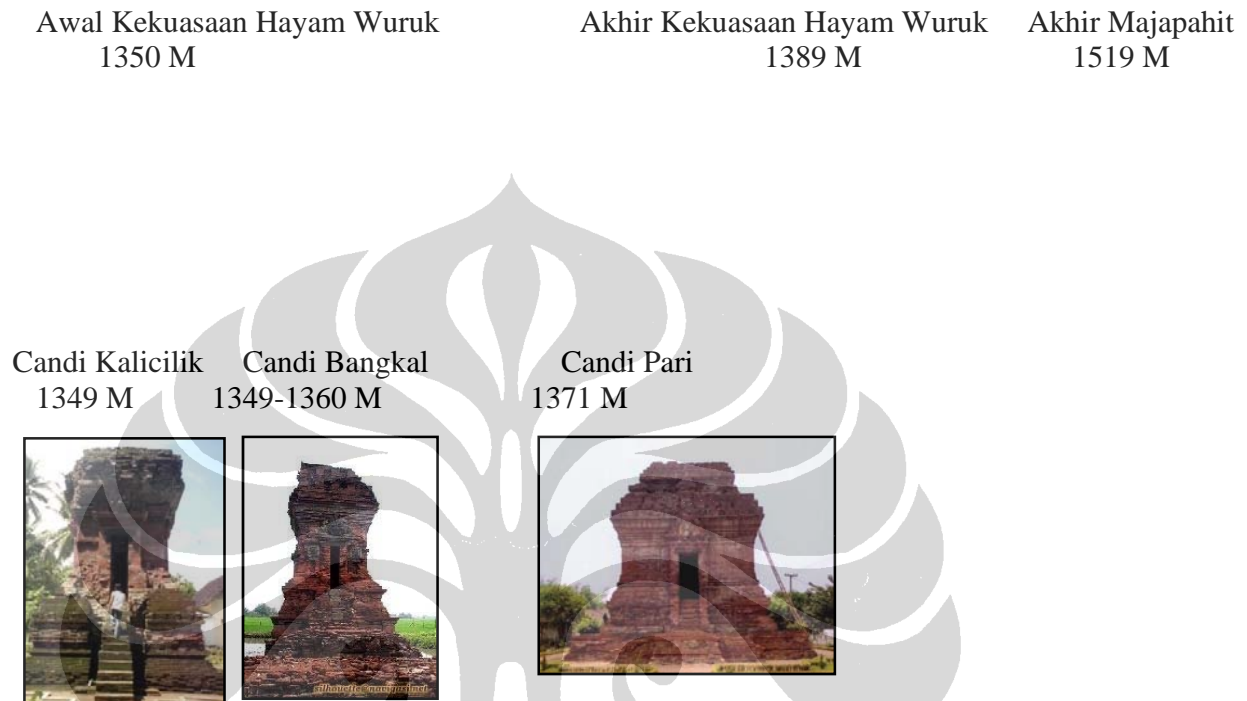 Awal Kekuasaan Hayam Wuruk Akhir Kekuasaan Hayam Wuruk Akhir Majapahit
1350 M 1389 M 1519 M
Candi Kalicilik Candi Bangkal Candi Pari
1349 M 1349-1360 M 1371 M